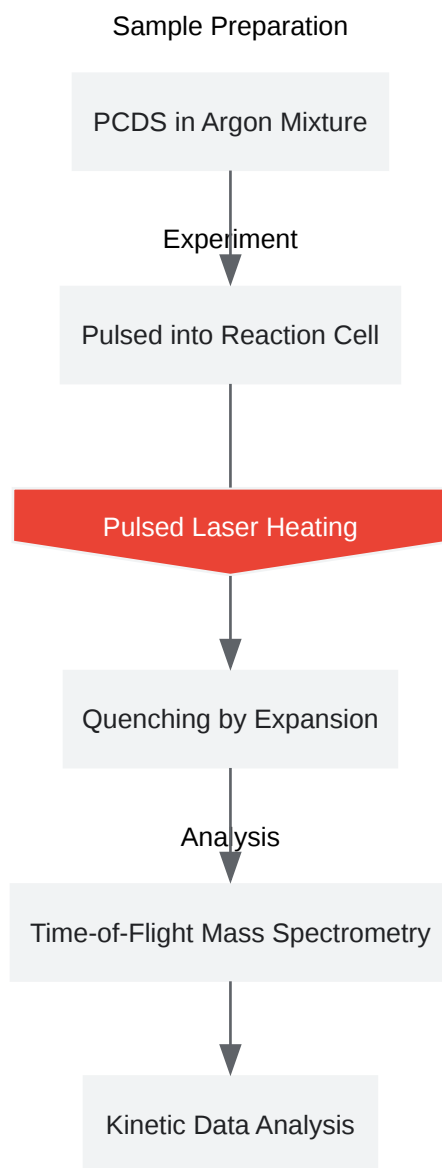 Sample Preparation
PCDS in Argon Mixture
Experiment
Pulsed into Reaction Cell
Pulsed Laser Heating
Quenching by Expansion
Analysis
Time-of-Flight Mass Spectrometry
Kinetic Data Analysis